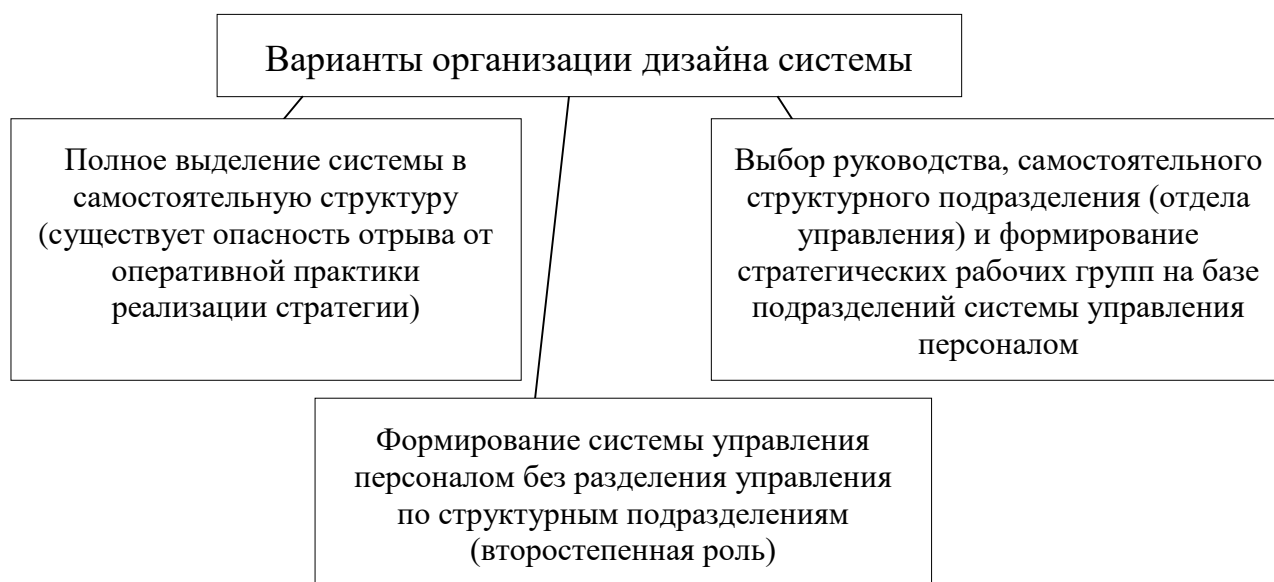 Варианты организации дизайна системы
Полное выделение системы в
самостоятельную структуру
(существует опасность отрыва от
оперативной практики
реализации стратегии)
Выбор руководства, самостоятельного
структурного подразделения (отдела
управления) и формирование
стратегических рабочих групп на базе
подразделений системы управления
персоналом
Формирование системы управления
персоналом без разделения управления
по структурным подразделениям
(второстепенная роль)